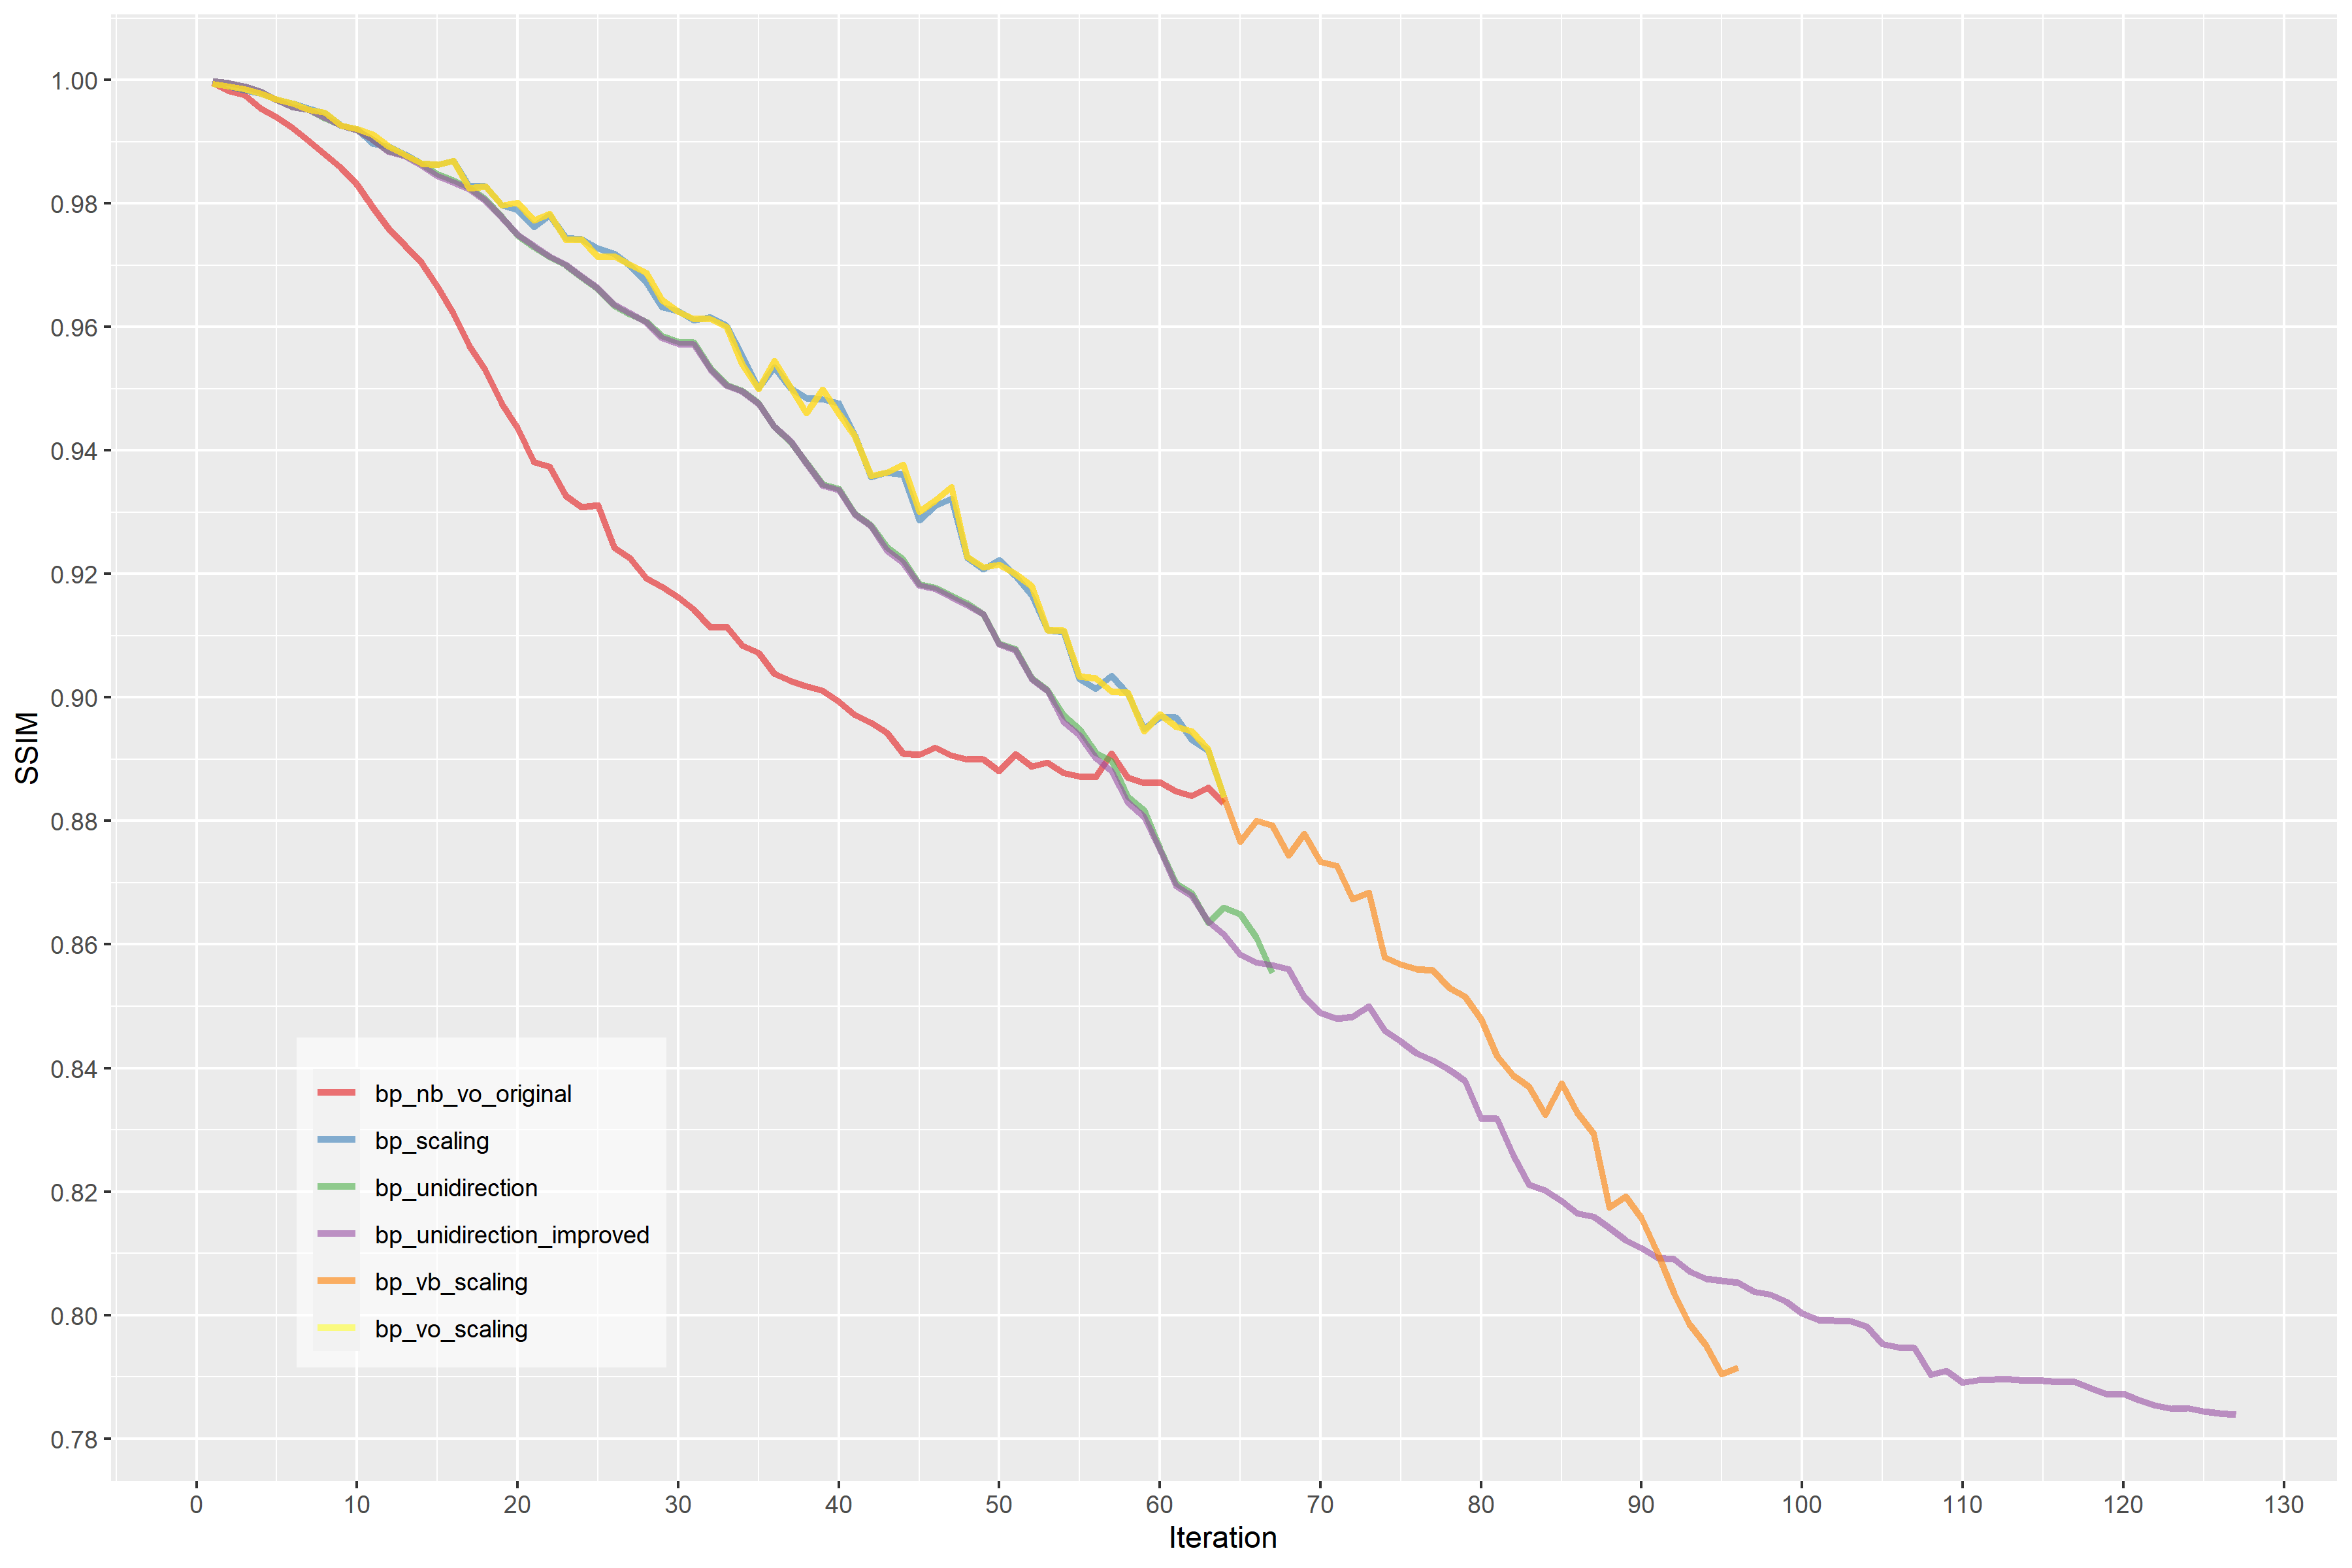 1.00
0.98
0.96
0.94
0.92
0.90
0.88
0.86
0.84
0.82
0.80
0.78
SSIM
bp_nb_vo_original
bp_scaling
bp_unidirection
bp_unidirection_improved
bp_vb_scaling
bp_vo_scaling
0 10 20 30 40 50 60 70 80 90 100 110 120 130
Iteration